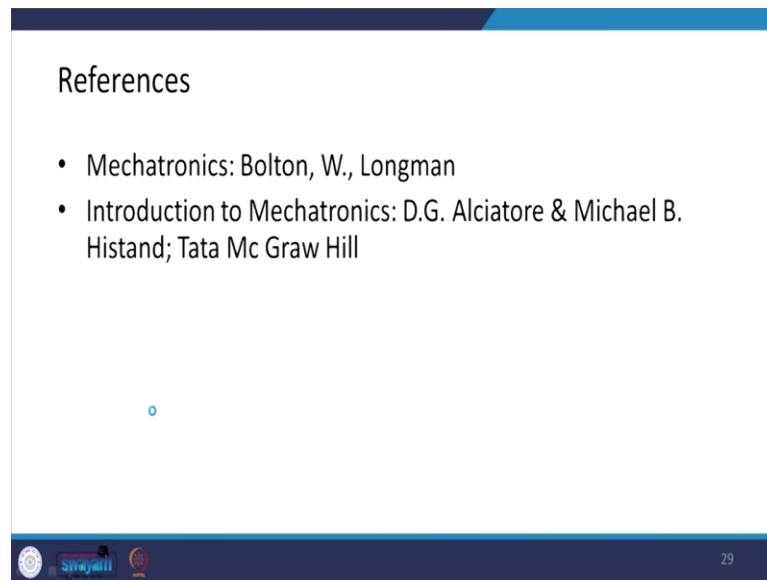 References
• Mechatronics: Bolton, W., Longman
• Introduction to Mechatronics: D.G. Alciatore & Michael B.
Histand; Tata Mc Graw Hill
swayam
29